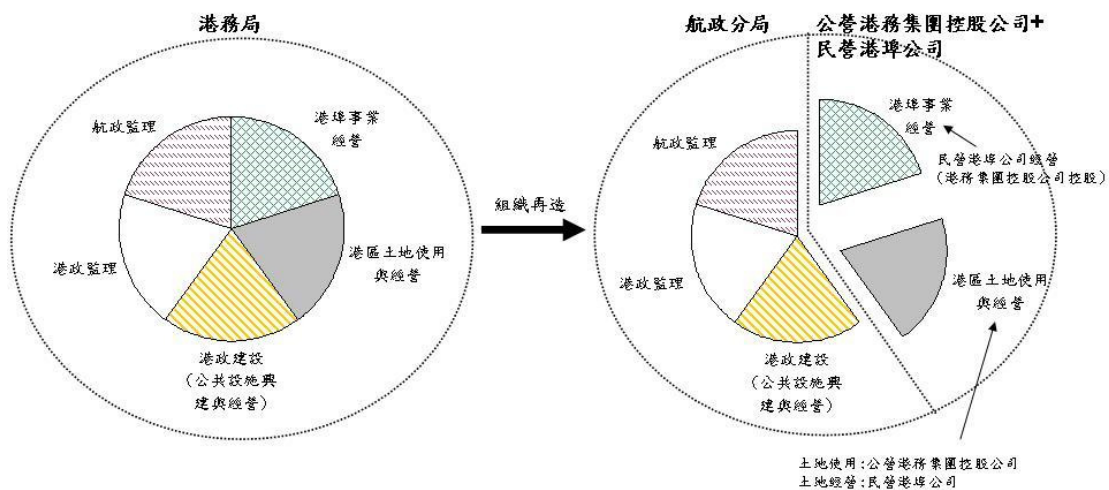 港務局
航政監理
港埠事業
經營
港政監理
港區土地使用
與經營
港政建設
(公共設施興
建與經營)
組織再造
航政分局
公營港務集團控股公司+
民營港埠公司
航政監理
港埠事業
經營
民營港埠公司經營
(港務集團控股公司控股)
港政監理
港區土地使用
與經營
港政建設
(公共設施興
建與經營)
土地使用:公營港務集團控股公司
土地經營:民營港埠公司